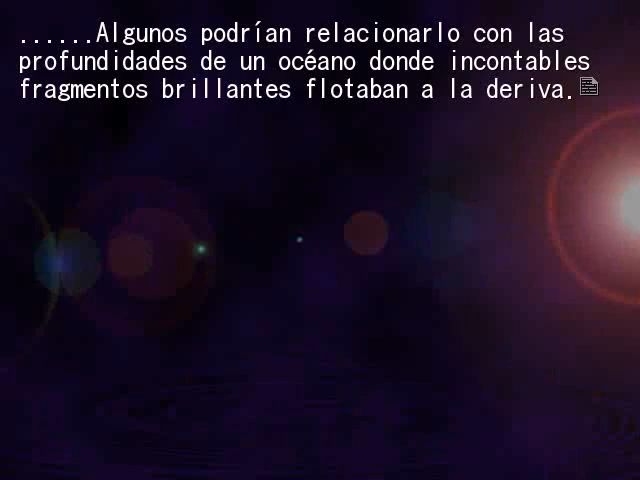 ......Algunos podrían relacionarlo con las
profundidades de un océano donde incontables
fragmentos brillantes flotaban a la deriva.